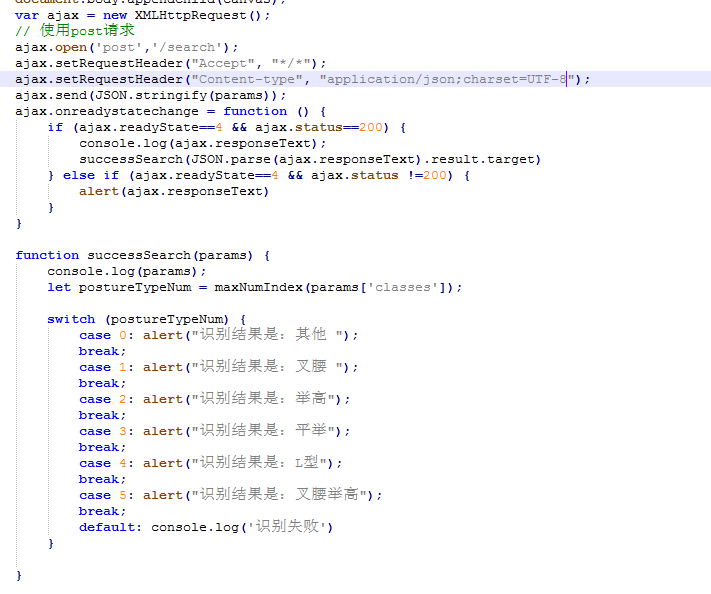 document.body.appendChild(canvas);
var ajax = new XMLHttpRequest();
// 使用post请求
ajax.open('post','/search');
ajax.setRequestHeader("Accept", "*/*");
ajax.setRequestHeader("Content-type", "application/json;charset=UTF-8");
ajax.send(JSON.stringify(params));
ajax.onreadystatechange = function () {
    if (ajax.readyState==4 && ajax.status==200) {
        console.log(ajax.responseText);
        successSearch(JSON.parse(ajax.responseText).result.target)
    } else if (ajax.readyState==4 && ajax.status !=200) {
        alert(ajax.responseText)
    }
}
function successSearch(params) {
    console.log(params);
    let postureTypeNum = maxNumIndex(params['classes']);
    switch (postureTypeNum) {
        case 0: alert("识别结果是: 其他 ");
        break;
        case 1: alert("识别结果是: 叉腰 ");
        break;
        case 2: alert("识别结果是: 举高");
        break;
        case 3: alert("识别结果是: 平举");
        break;
        case 4: alert("识别结果是: L型");
        break;
        case 5: alert("识别结果是: 叉腰举高");
        break;
        default: console.log('识别失败')
    }
}